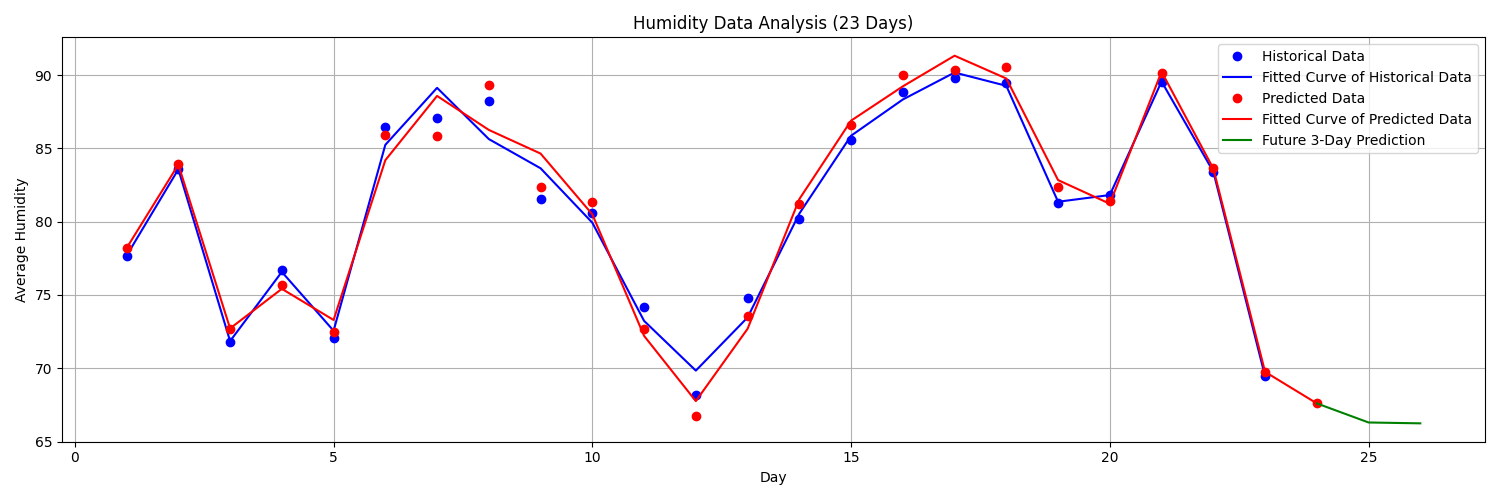 Humidity Data Analysis (23 Days)
Historical Data
Fitted Curve of Historical Data
Predicted Data
Fitted Curve of Predicted Data
Future 3-Day Prediction
Average Humidity
90
85
80
75
70
65
0 5 10 15 20 25
Day